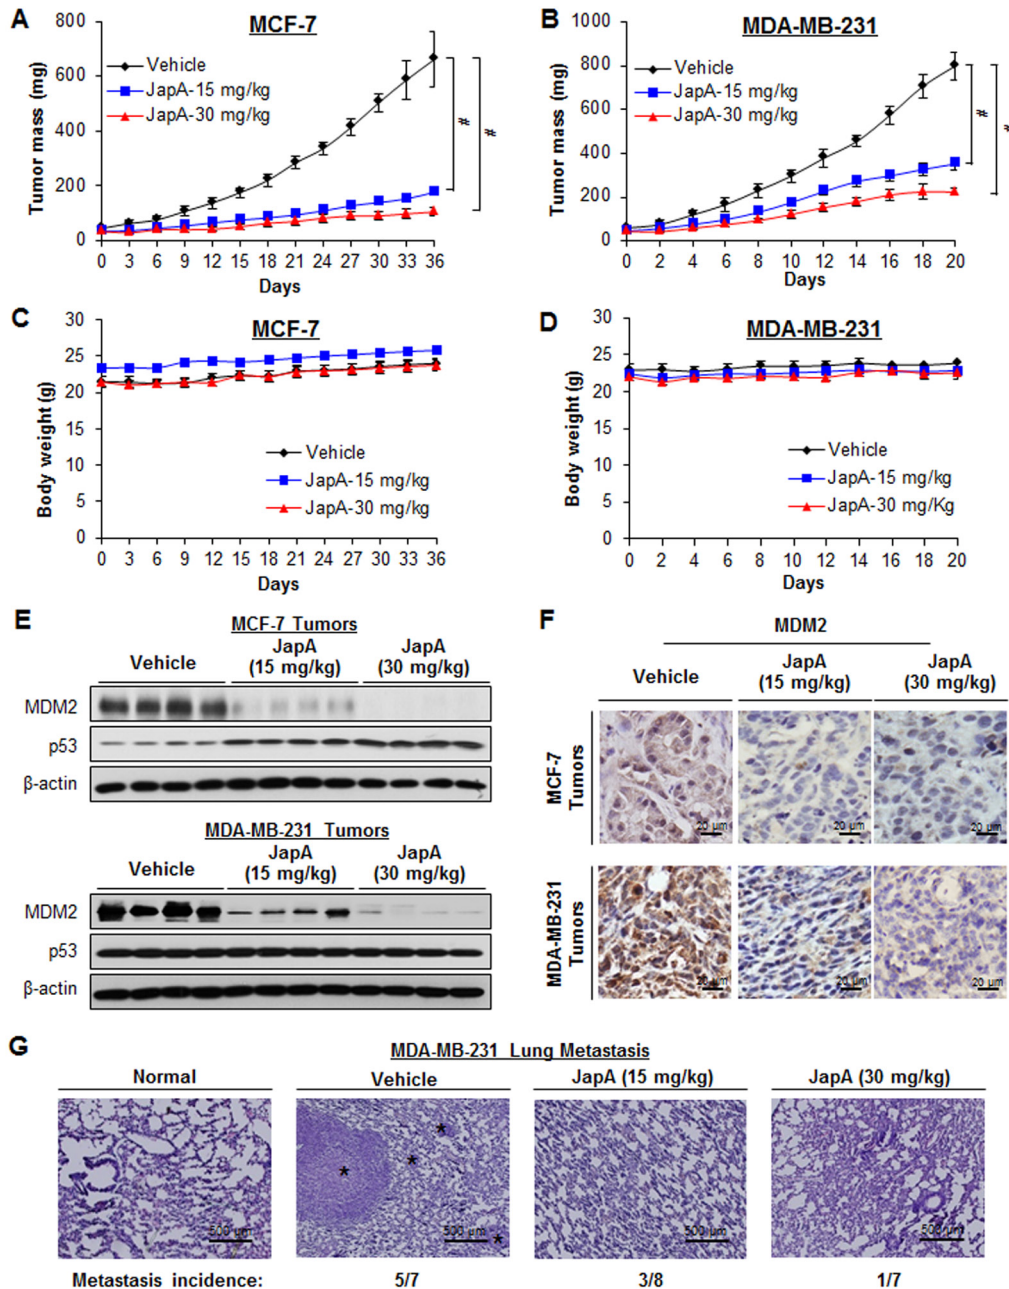 A
MCF-7
Tumor mass (mg)
800
600
400
200
0
Vehicle
JapA-15 mg/kg
JapA-30 mg/kg
#
#
0 3 6 9 12 15 18 21 24 27 30 33 36
Days
B
MDA-MB-231
Tumor mass (mg)
1000
800
600
400
200
0
Vehicle
JapA-15 mg/kg
JapA-30 mg/kg
#
#
0 2 4 6 8 10 12 14 16 18 20
Days
C
MCF-7
Body weight (g)
30
25
20
15
10
5
0
Vehicle
JapA-15 mg/kg
JapA-30 mg/kg
0 3 6 9 12 15 18 21 24 27 30 33 36
Days
D
MDA-MB-231
Body weight (g)
30
25
20
15
10
5
0
Vehicle
JapA-15 mg/kg
JapA-30 mg/Kg
0 2 4 6 8 10 12 14 16 18 20
Days
E
MCF-7 Tumors
Vehicle
JapA
(15 mg/kg)
JapA
(30 mg/kg)
MDM2
p53
β-actin
MDA-MB-231 Tumors
Vehicle
JapA
(15 mg/kg)
JapA
(30 mg/kg)
MDM2
p53
β-actin
F
MDM2
Vehicle
JapA
(15 mg/kg)
JapA
(30 mg/kg)
MCF-7
Tumors
20 µm
20 µm
20 µm
MDA-MB-231
Tumors
20 µm
20 µm
20 µm
G
MDA-MB-231 Lung Metastasis
Normal
Vehicle
JapA (15 mg/kg)
JapA (30 mg/kg)
*
*
*
*
500 µm
500 µm
500 µm
500 µm
Metastasis incidence: 5/7 3/8 1/7